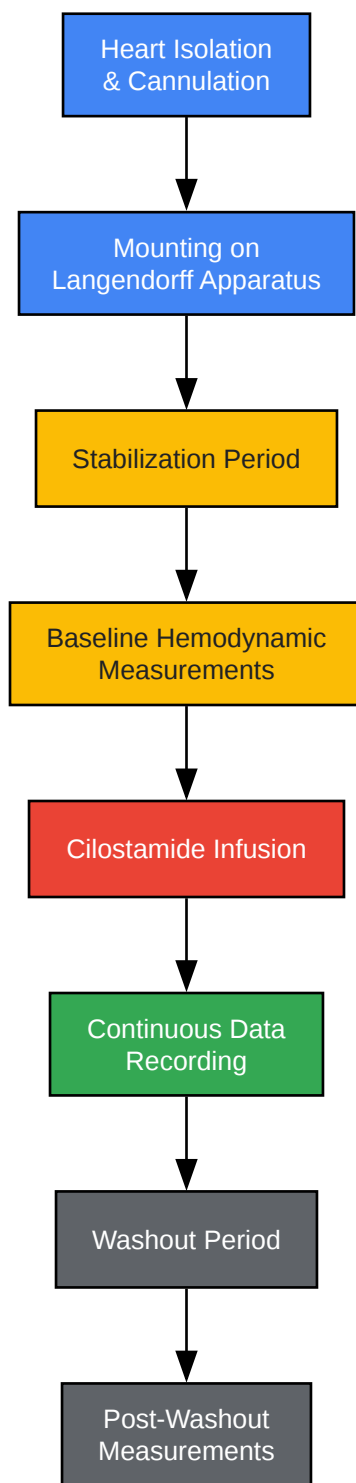 Heart Isolation
& Cannulation
Mounting on
Langendorff Apparatus
Stabilization Period
Baseline Hemodynamic
Measurements
Cilostamide Infusion
Continuous Data
Recording
Washout Period
Post-Washout
Measurements